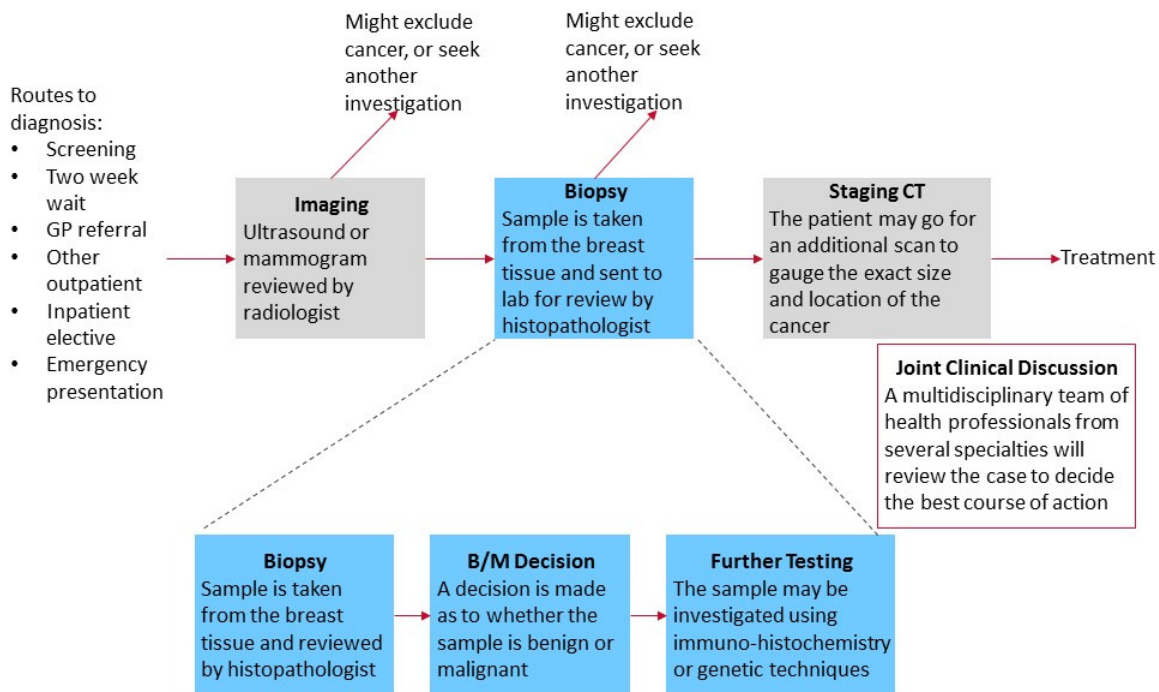 Might exclude
cancer, or seek
another
investigation
Might exclude
cancer, or seek
another
investigation
Routes to
diagnosis:
• Screening
• Two week
wait
• GP referral
• Other
outpatient
• Inpatient
elective
• Emergency
presentation
Imaging
Ultrasound or
mammogram
reviewed by
radiologist
Biopsy
Sample is taken
from the breast
tissue and sent to
lab for review by
histopathologist
Staging CT
The patient may go for
an additional scan to
gauge the exact size
and location of the
cancer
Treatment
Joint Clinical Discussion
A multidisciplinary team of
health professionals from
several specialties will
review the case to decide
the best course of action
Biopsy
Sample is taken
from the breast
tissue and reviewed
by histopathologist
B/M Decision
A decision is made
as to whether the
sample is benign or
malignant
Further Testing
The sample may be
investigated using
immuno-histochemistry
or genetic techniques